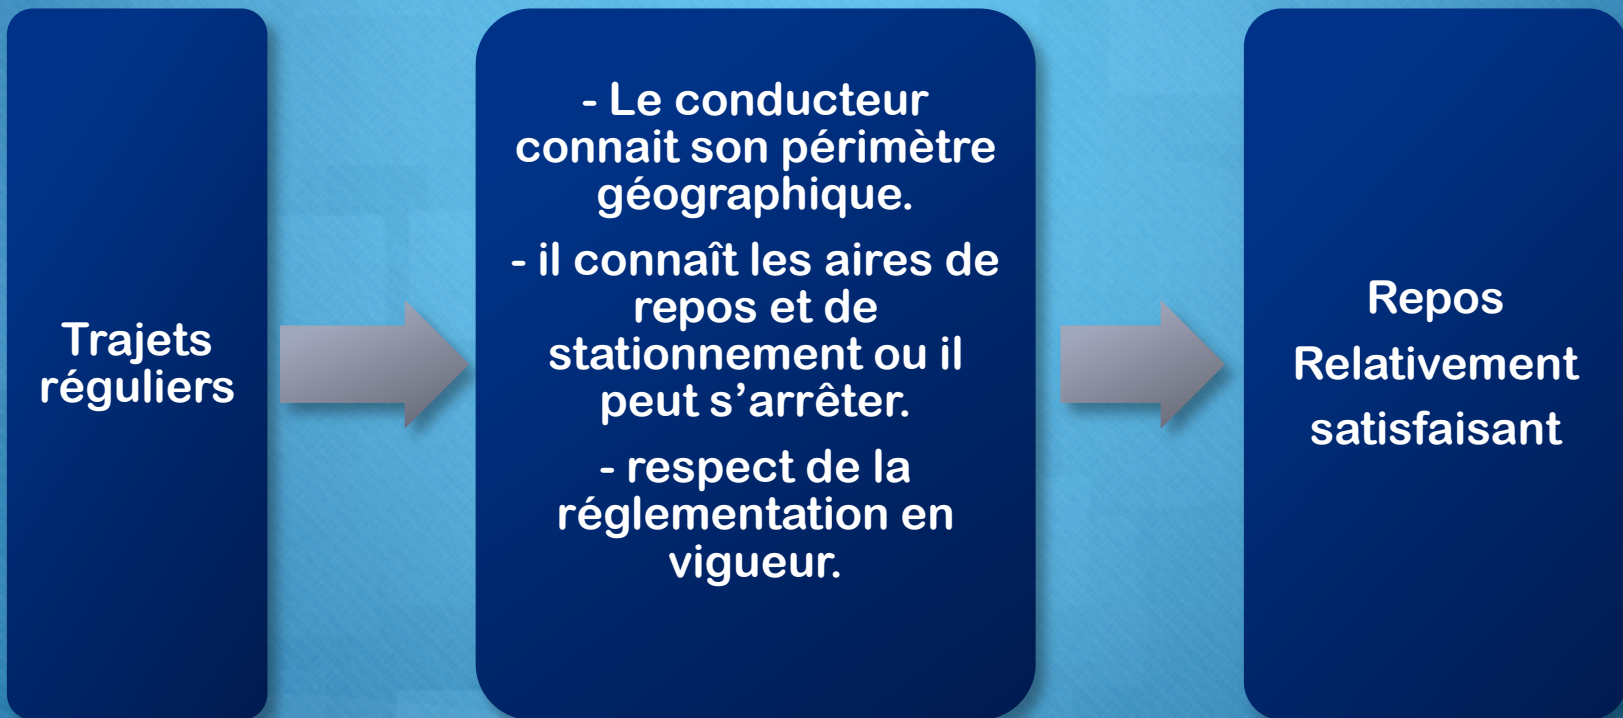 Trajets
réguliers
- Le conducteur
connait son périmètre
géographique.
- il connaît les aires de
repos et de
stationnement ou il
peut s’arrêter.
- respect de la
réglementation en
vigueur.
Repos
Relativement
satisfaisant